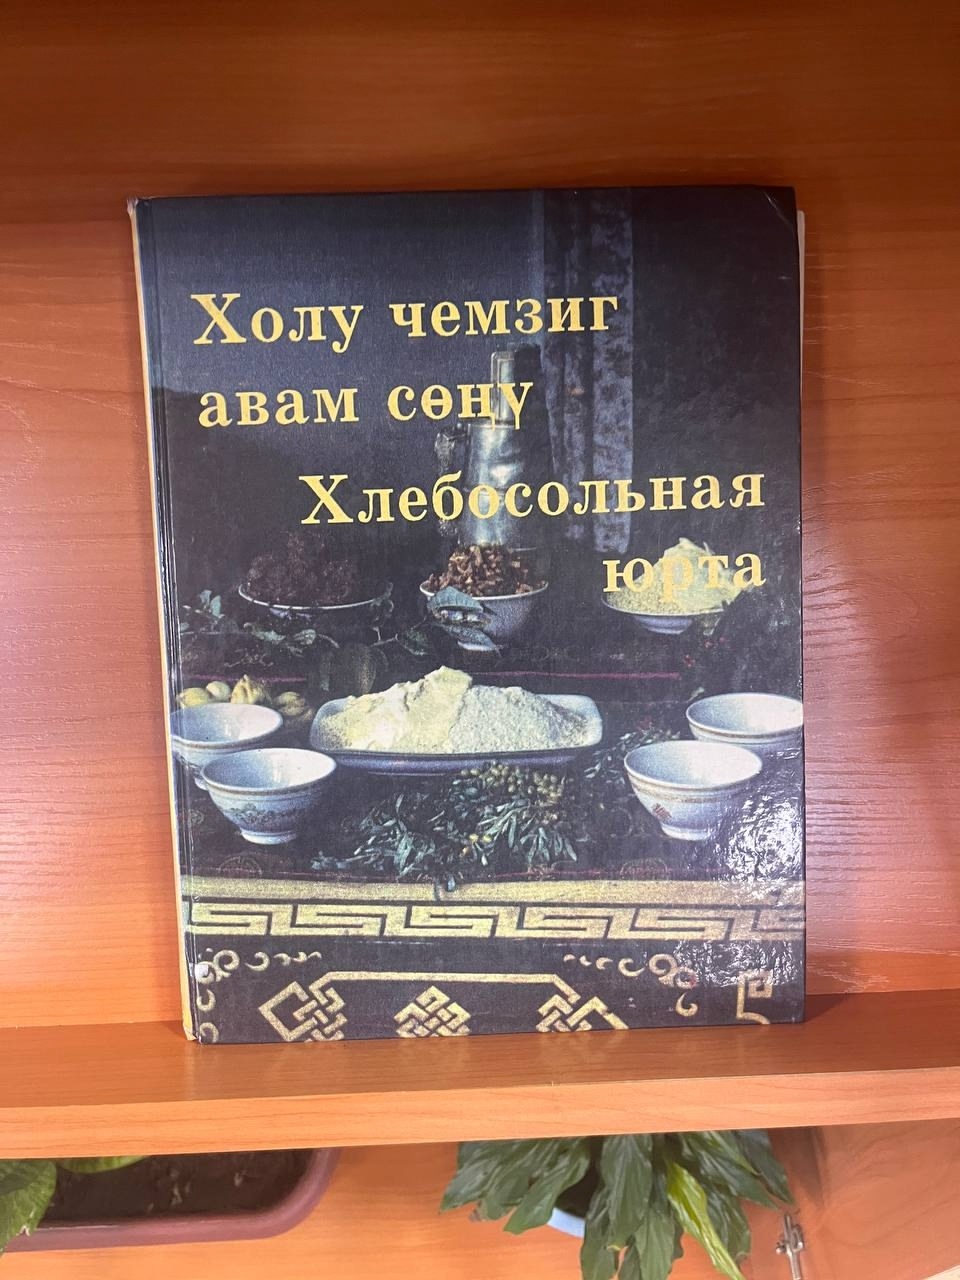 Холу чемзиг
авам сөңү
Хлебосольная
юрта